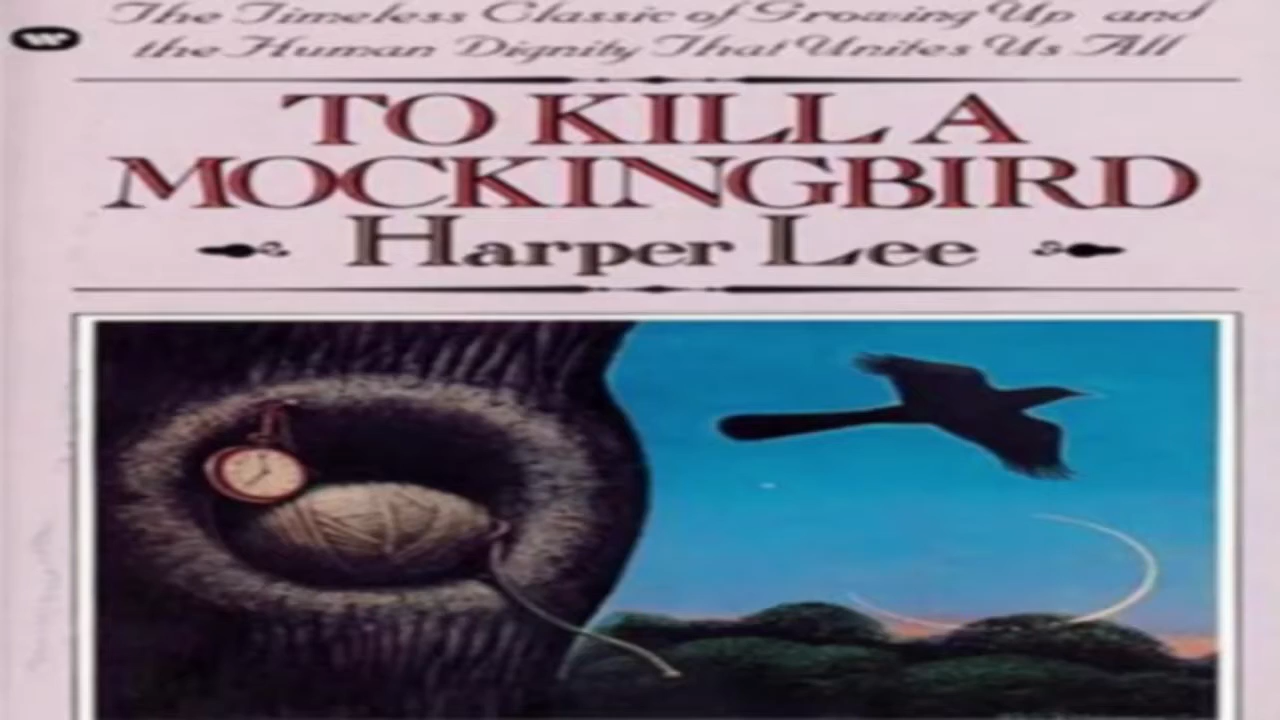 The Timeless Classic of Growing Up and
the Human Dignity That Unites Us All
TO KILL A
MOCKINGBIRD
Harper Lee